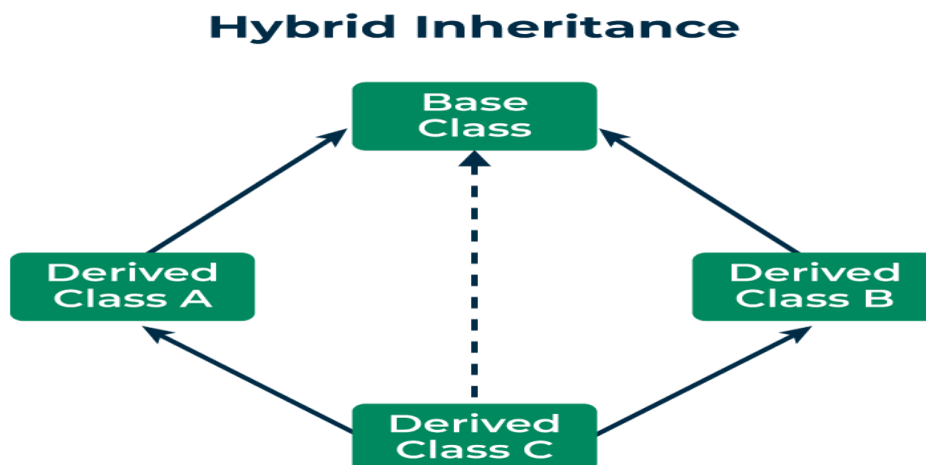 Hybrid Inheritance
Base
Class
Derived
Class A
Derived
Class B
Derived
Class C